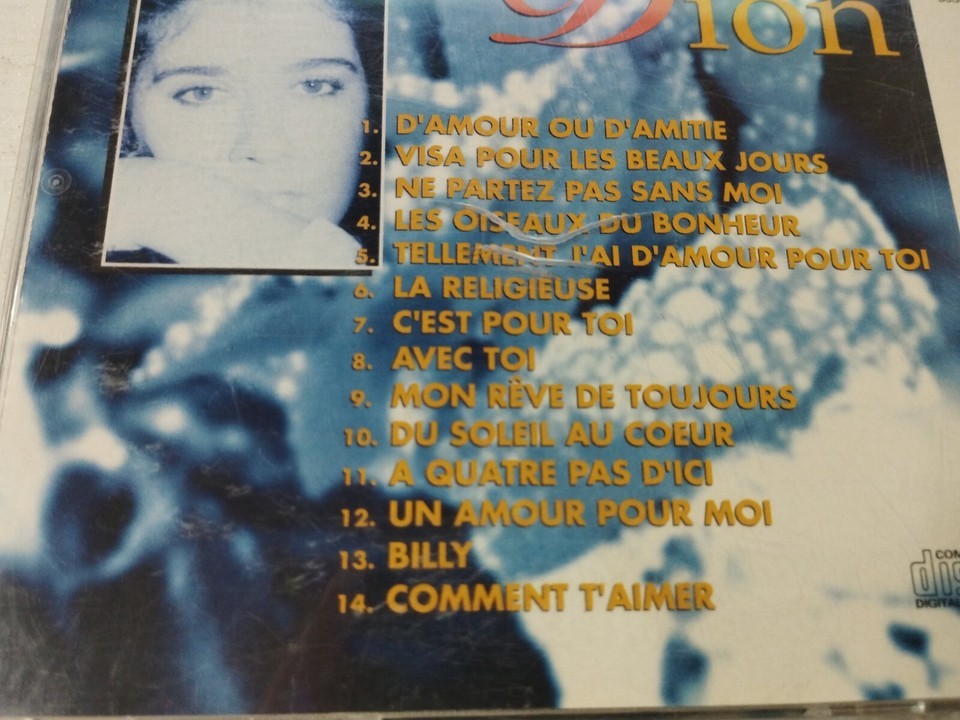 Dion
1. D'AMOUR OU D'AMITIE
2. VISA POUR LES BEAUX JOURS
3. NE PARTEZ PAS SANS MOI
4. LES OISEAUX DU BONHEUR
5. TELLEMENT J'AI D'AMOUR POUR TOI
6. LA RELIGIEUSE
7. C'EST POUR TOI
8. AVEC TOI
9. MON RÊVE DE TOUJOURS
10. DU SOLEIL AU COEUR
11. A QUATRE PAS D'ICI
12. UN AMOUR POUR MOI
13. BILLY
14. COMMENT T'AIMER
COM
dis
DIGITAL